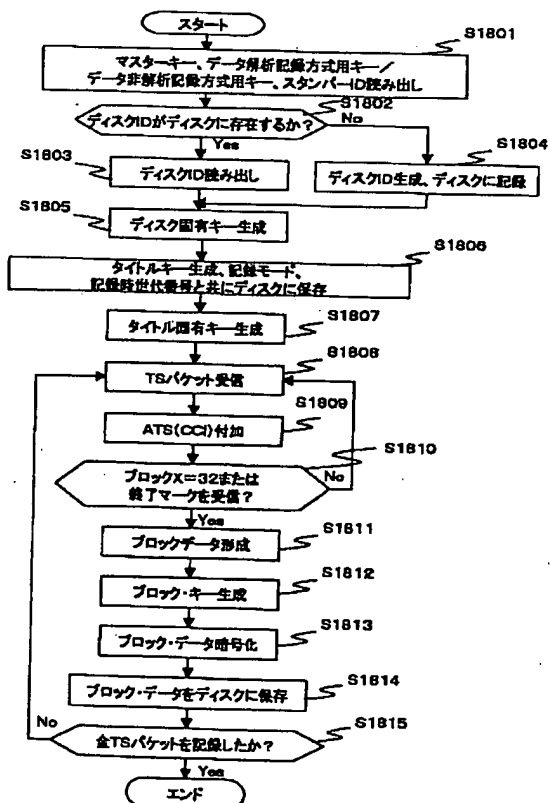 スタート
S1801
マスターキー、データ解析記録方式用キー/
データ非解析記録方式用キー、スタンパーID読み出し
S1802
ディスクIDがディスクに存在するか?
No
Yes
S1803
ディスクID読み出し
S1804
ディスクID生成、ディスクに記録
S1805
ディスク固有キー生成
S1806
タイトルキー生成、記録モード、
記録時世代番号と共にディスクに保存
S1807
タイトル固有キー生成
S1808
TSパケット受信
S1809
ATS(CCI)付加
S1810
ブロックX=32または
終了マークを受信?
No
Yes
S1811
ブロックデータ形成
S1812
ブロック・キー生成
S1813
ブロック・データ暗号化
S1814
ブロック・データをディスクに保存
S1815
No
全TSパケットを記録したか?
Yes
エンド